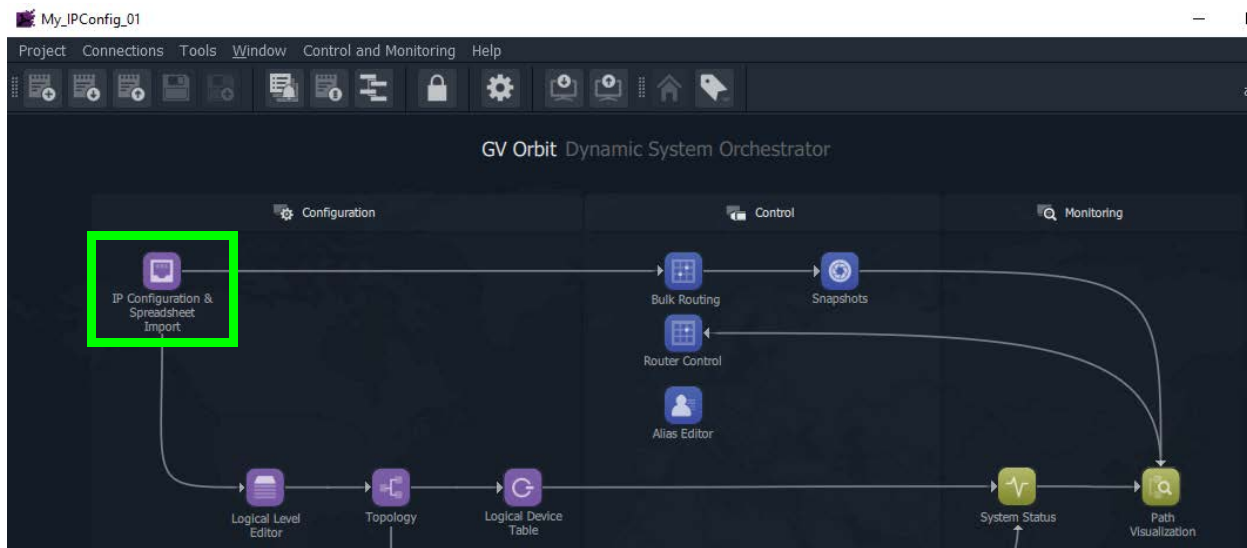 My_IPConfig_01
Project Connections Tools Window Control and Monitoring Help
GV Orbit Dynamic System Orchestrator
Configuration
Control
Monitoring
IP Configuration &
Spreadsheet
Import
Bulk Routing
Snapshots
Router Control
Alias Editor
Logical Level
Editor
Topology
Logical Device
Table
System Status
Path
Visualization